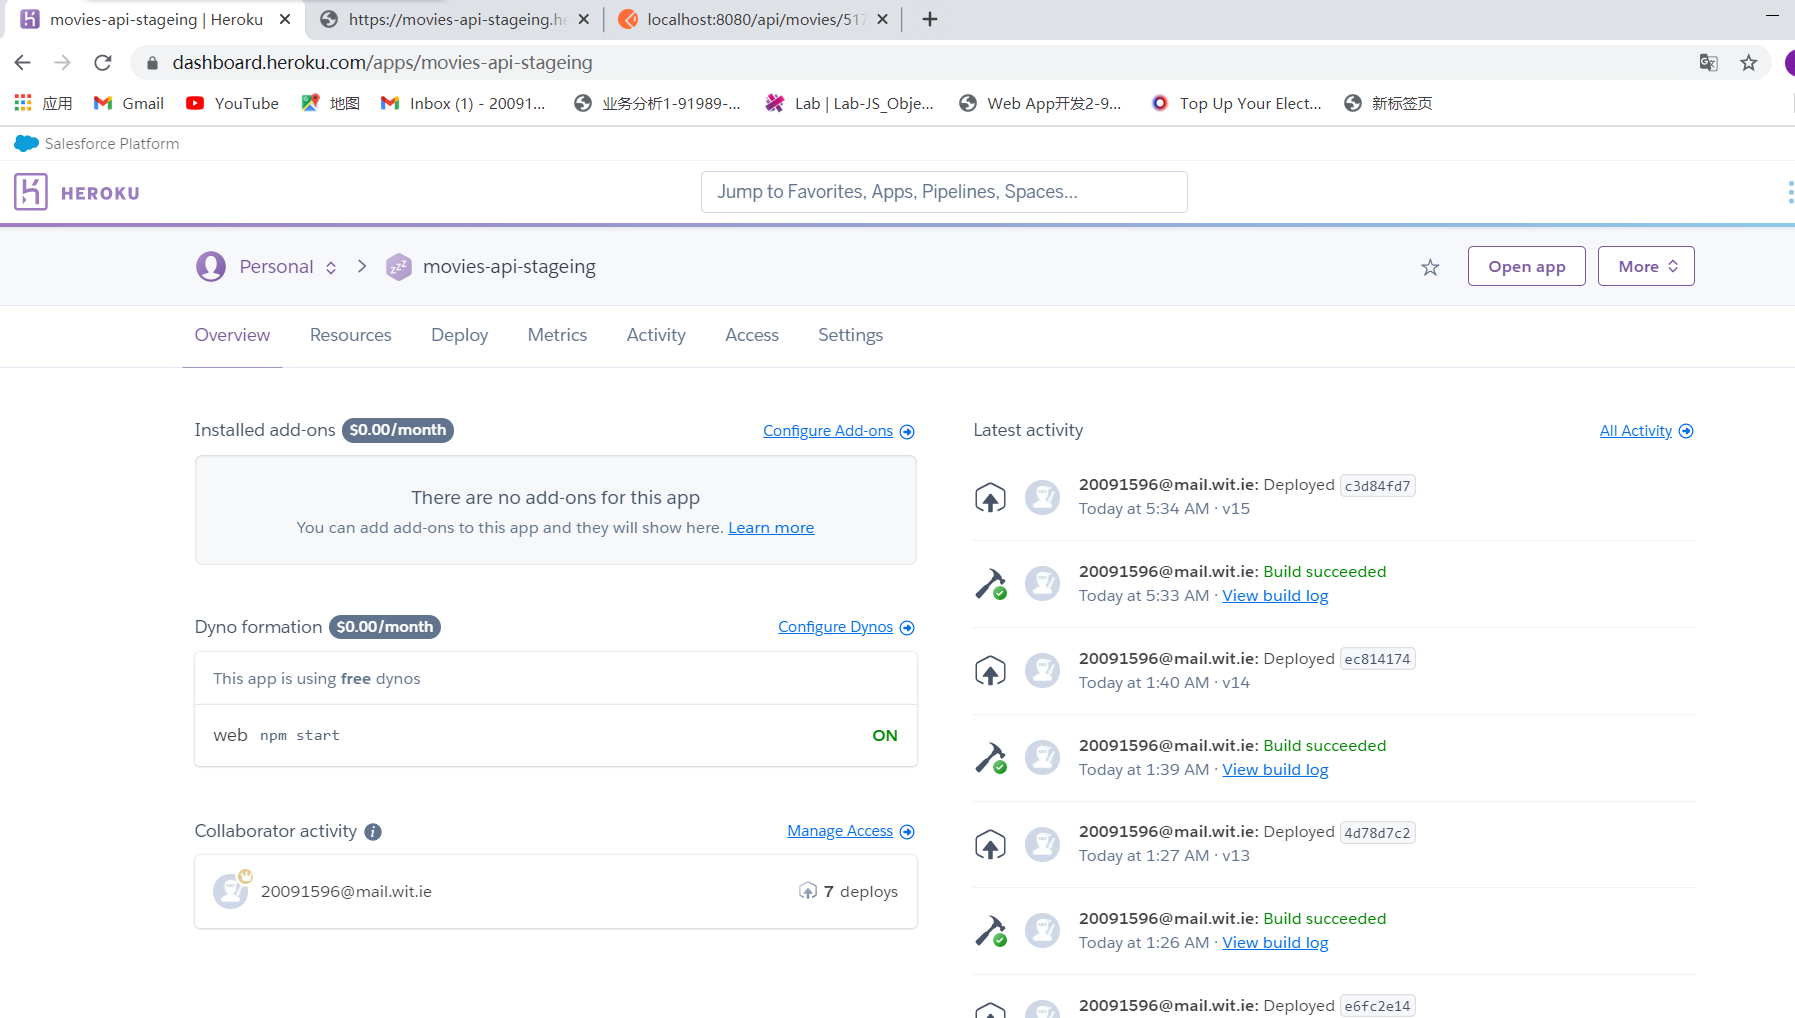 movies-api-stageing | Heroku
https://movies-api-stageing.he
localhost:8080/api/movies/517
dashboard.heroku.com/apps/movies-api-stageing
应用
Gmail
YouTube
地图
Inbox (1) - 20091...
业务分析1-91989-...
Lab | Lab-JS_Obje...
Web App开发2-9...
Top Up Your Elect...
新标签页
Salesforce Platform
HEROKU
Jump to Favorites, Apps, Pipelines, Spaces...
Personal
zzz
movies-api-stageing
Open app
More
Overview
Resources
Deploy
Metrics
Activity
Access
Settings
Installed add-ons $0.00/month
Configure Add-ons
There are no add-ons for this app
You can add add-ons to this app and they will show here. Learn more
Dyno formation $0.00/month
Configure Dynos
This app is using free dynos
web npm start
ON
Collaborator activity
Manage Access
20091596@mail.wit.ie
7 deploys
Latest activity
All Activity
20091596@mail.wit.ie: Deployed c3d84fd7
Today at 5:34 AM · v15
20091596@mail.wit.ie: Build succeeded
Today at 5:33 AM · View build log
20091596@mail.wit.ie: Deployed ec814174
Today at 1:40 AM · v14
20091596@mail.wit.ie: Build succeeded
Today at 1:39 AM · View build log
20091596@mail.wit.ie: Deployed 4d78d7c2
Today at 1:27 AM · v13
20091596@mail.wit.ie: Build succeeded
Today at 1:26 AM · View build log
20091596@mail.wit.ie: Deployed e6fc2e14